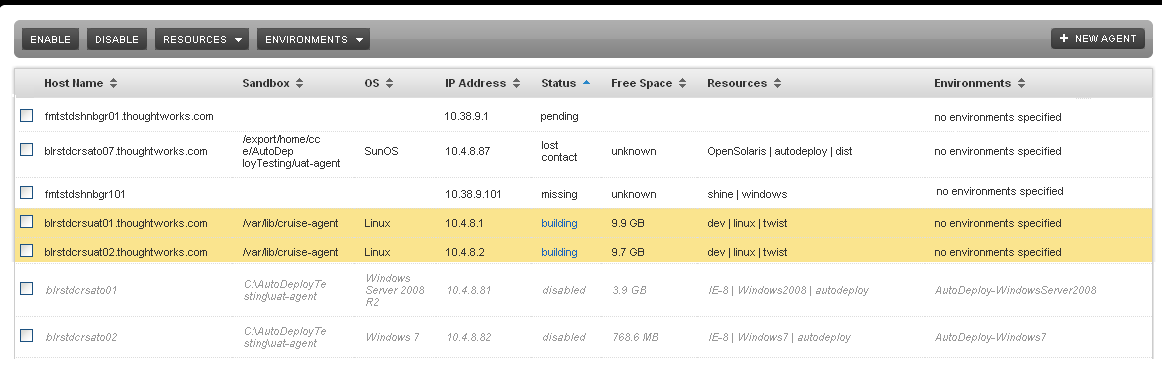 ENABLE DISABLE RESOURCES ENVIRONMENTS + NEW AGENT
Host Name Sandbox OS IP Address Status Free Space Resources Environments
fmtstdshnbgr01.thoughtworks.com 10.38.9.1 pending no environments specified
blrstdcrsato07.thoughtworks.com /export/home/cc
e/AutoDep
loyTesting/uat-agent SunOS 10.4.8.87 lost
contact unknown OpenSolaris | autodeploy | dist no environments specified
fmtstdshnbgr101 10.38.9.101 missing unknown shine | windows no environments specified
blrstdcrsuat01.thoughtworks.com /var/lib/cruise-agent Linux 10.4.8.1 building 9.9 GB dev | linux | twist no environments specified
blrstdcrsuat02.thoughtworks.com /var/lib/cruise-agent Linux 10.4.8.2 building 9.7 GB dev | linux | twist no environments specified
blrstdcrsato01 C:\AutoDeployTe
sting\uat-agent Windows
Server 2008
R2 10.4.8.81 disabled 3.9 GB IE-8 | Windows2008 | autodeploy AutoDeploy-WindowsServer2008
blrstdcrsato02 C:\AutoDeployTe
sting\uat-agent Windows 7 10.4.8.82 disabled 768.6 MB IE-8 | Windows7 | autodeploy AutoDeploy-Windows7